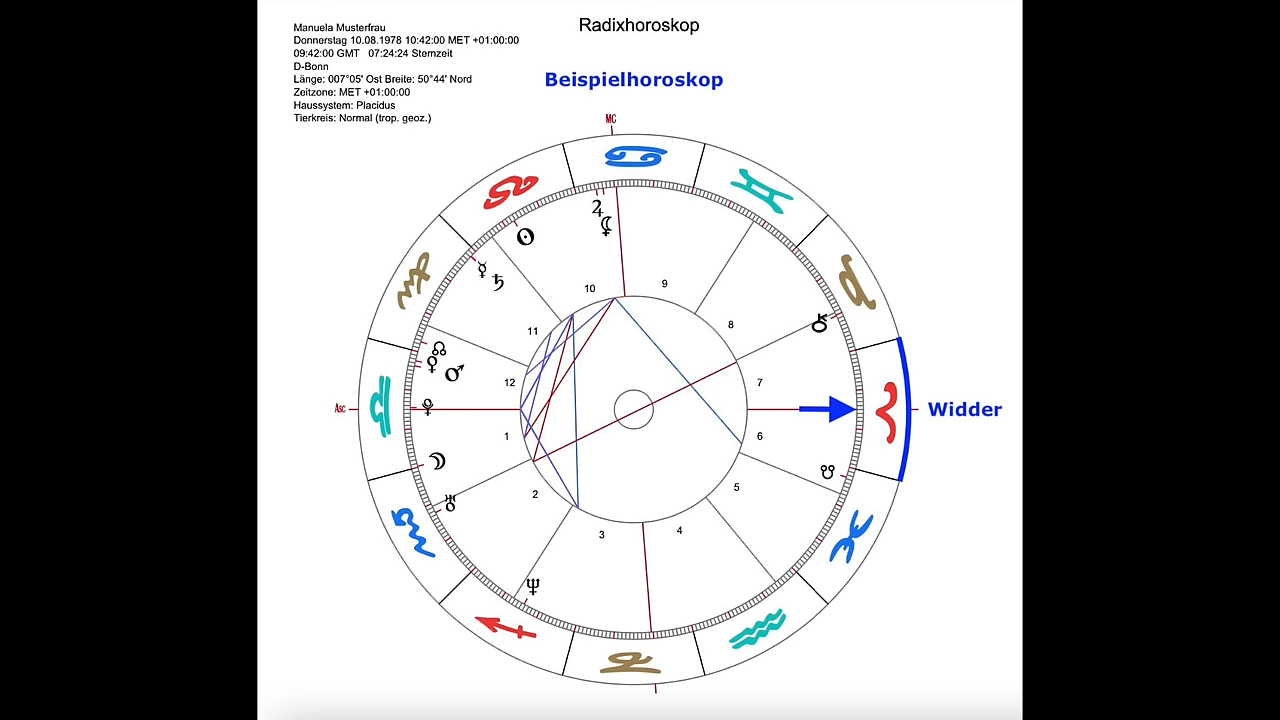 Radixhoroskop
Manuela Musterfrau
Donnerstag 10.08.1978 10:42:00 MET +01:00:00
09:42:00 GMT 07:24:24 Sternzeit
D-Bonn
Länge: 007°05' Ost Breite: 50°44' Nord
Zeitzone: MET +01:00:00
Haussystem: Placidus
Tierkreis: Normal (trop. geoz.)
Beispielhoroskop
MC
10
9
11
8
12
7
Asc
Widder
1
6
2
5
3
4